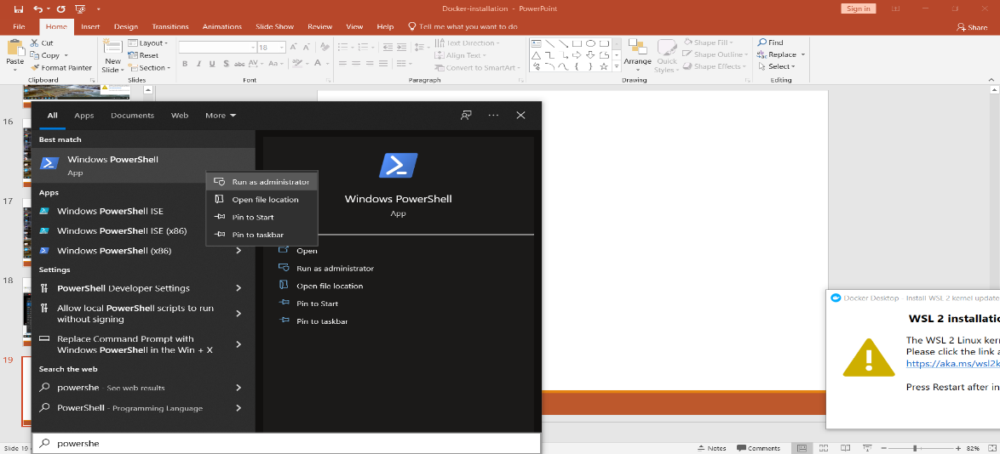 Docker-installation - PowerPoint
Sign in
File Home Insert Design Transitions Animations Slide Show Review View Help Tell me what you want to do Share
Paste
Cut
Copy
Format Painter
Clipboard
New Slide
Layout
Reset
Section
Slides
18
B I U S abc AV Aa A
Font
Paragraph
Text Direction
Align Text
Convert to SmartArt
Arrange
Quick Styles
Shape Fill
Shape Outline
Shape Effects
Drawing
Find
Replace
Select
Editing
16
17
18
19
All Apps Documents Web More
Best match
Windows PowerShell
App
Apps
Windows PowerShell ISE
Windows PowerShell ISE (x86)
Windows PowerShell (x86)
Settings
PowerShell Developer Settings
Allow local PowerShell scripts to run
without signing
Replace Command Prompt with
Windows PowerShell in the Win + X
Search the web
powershe - See web results
PowerShell - Programming Language
powershe
Run as administrator
Open file location
Pin to Start
Pin to taskbar
Windows PowerShell
App
Open
Run as administrator
Open file location
Pin to Start
Pin to taskbar
Docker Desktop - Install WSL 2 kernel update
WSL 2 installatio
The WSL 2 Linux ker
Please click the link a
https://aka.ms/wsl2k
Press Restart after in
Slide 19
Notes Comments 82%